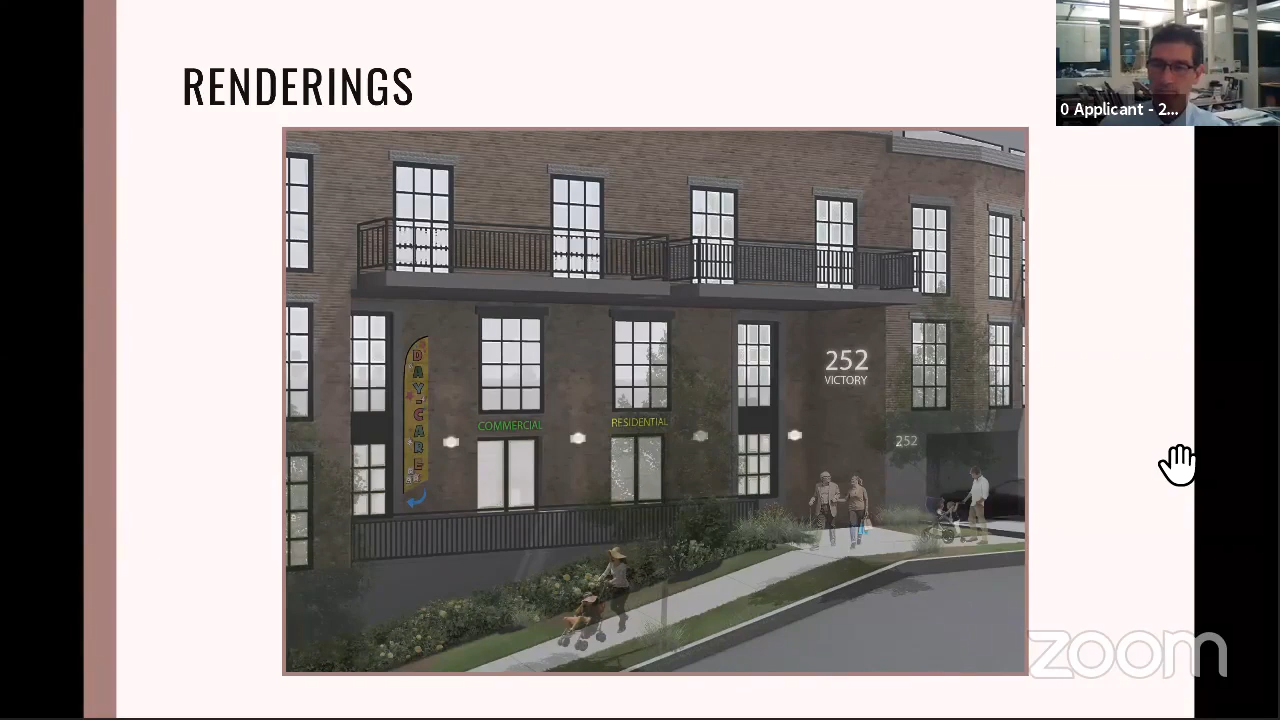 RENDERINGS
0 Applicant - 2...
252
VICTORY
DAY-CARE
COMMERCIAL
RESIDENTIAL
252
zoom